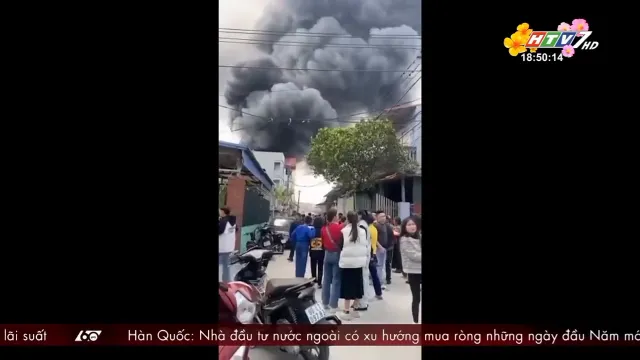 HTV7 HD
18:50:14
lãi suất 60 Hàn Quốc: Nhà đầu tư nước ngoài có xu hướng mua ròng những ngày đầu Năm